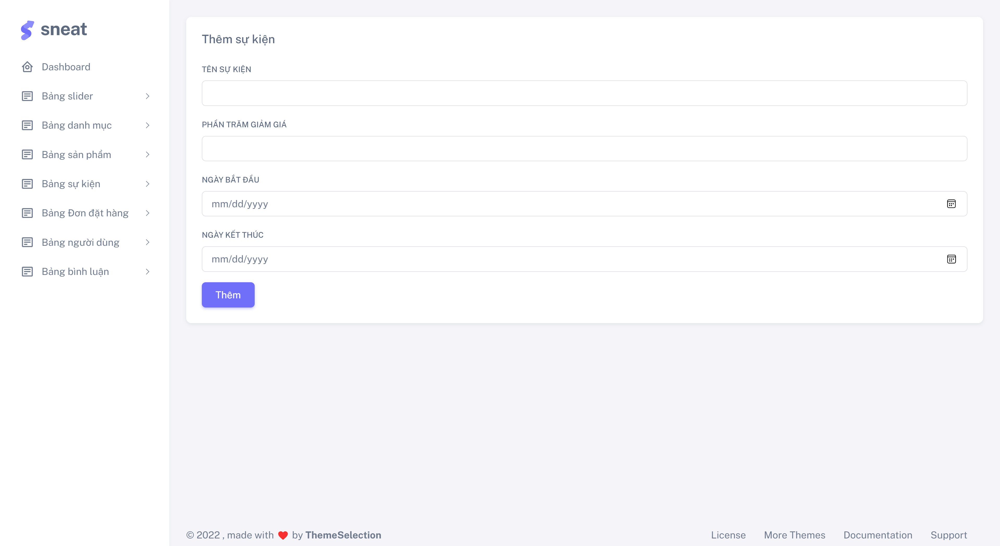 sneat
Dashboard
Bảng slider
Bảng danh mục
Bảng sản phẩm
Bảng sự kiện
Bảng Đơn đặt hàng
Bảng người dùng
Bảng bình luận
Thêm sự kiện
TÊN SỰ KIỆN
PHẦN TRĂM GIẢM GIÁ
NGÀY BẮT ĐẦU
mm/dd/yyyy
NGÀY KẾT THÚC
mm/dd/yyyy
Thêm
© 2022 , made with ❤️ by ThemeSelection
License More Themes Documentation Support